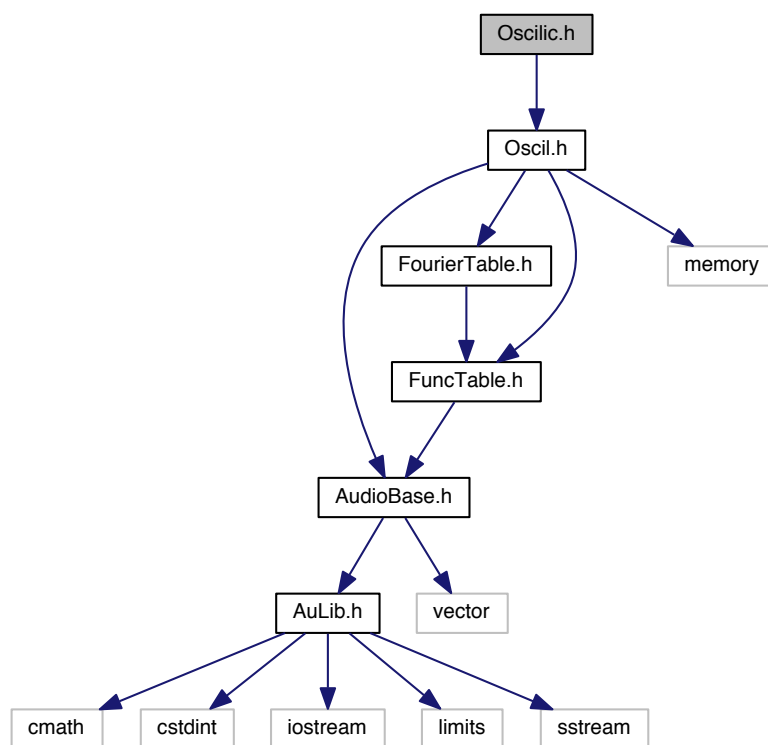 Oscilic.h
Oscil.h
FourierTable.h
memory
FuncTable.h
AudioBase.h
AuLib.h
vector
cmath
cstdint
iostream
limits
sstream